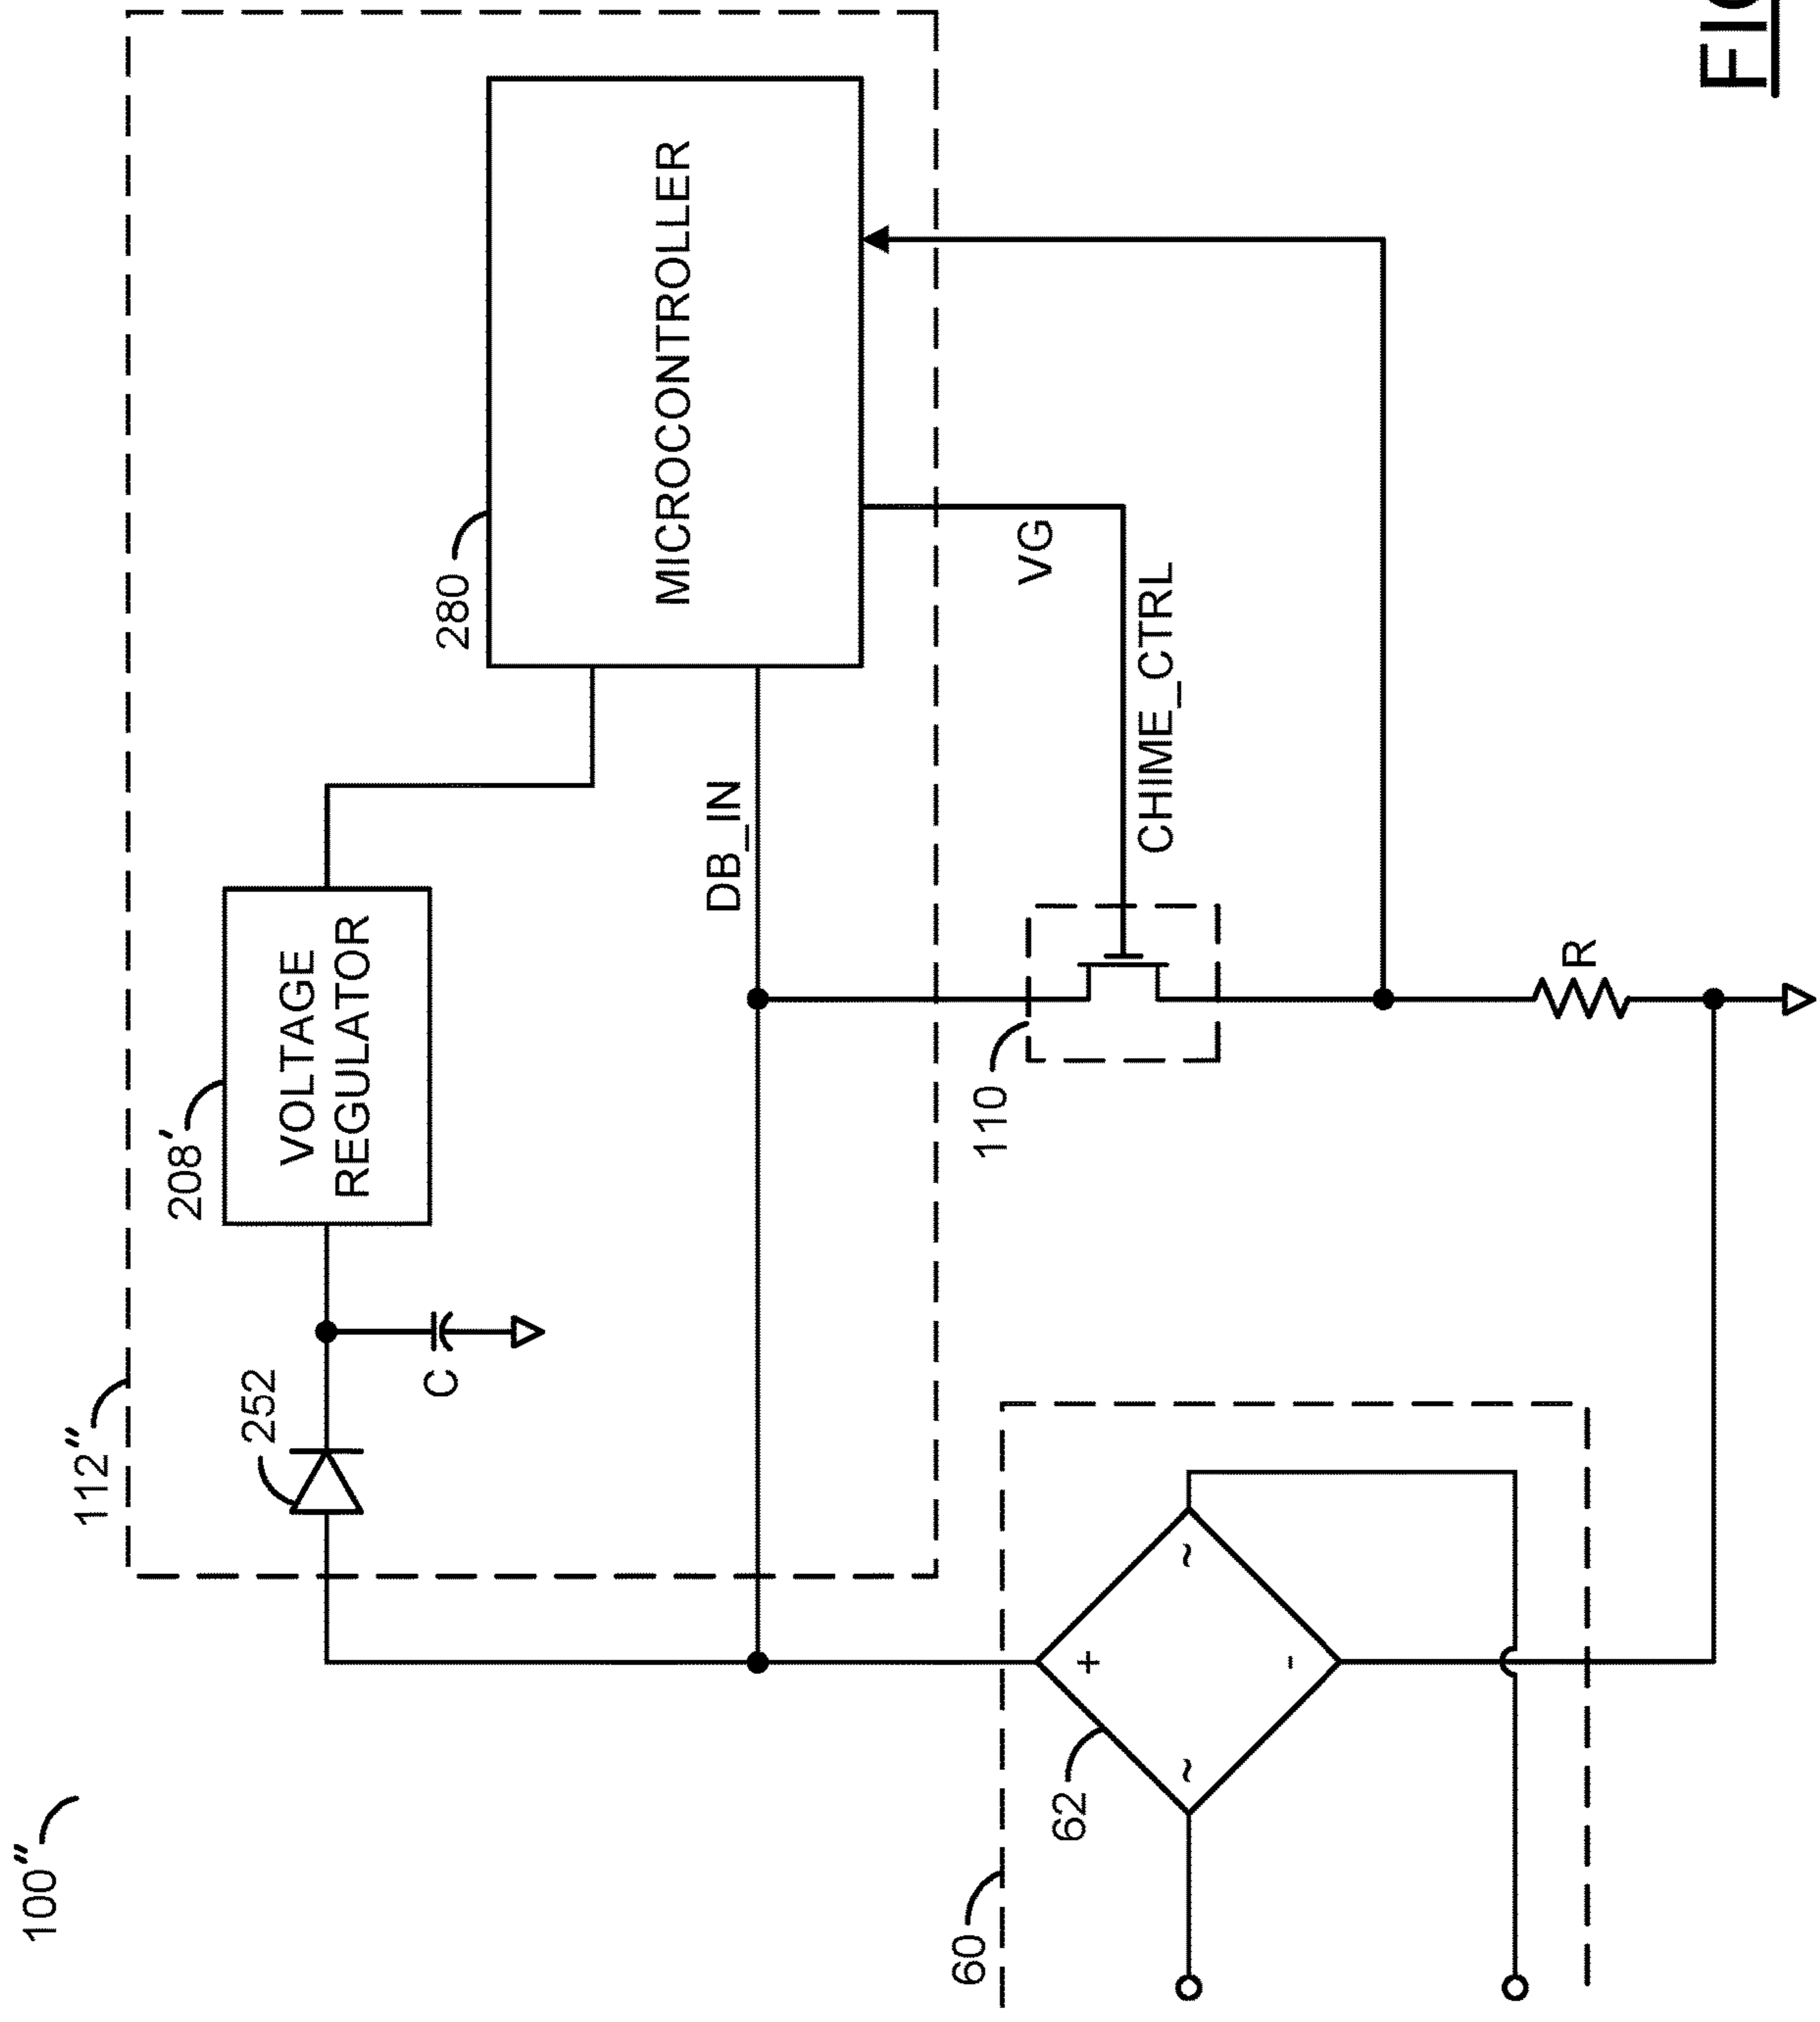 100″
112″
208′
VOLTAGE
REGULATOR
252
C
280
MICROCONTROLLER
DB_IN
VG
CHIME_CTRL
110
R
60
62
+
-
~
~